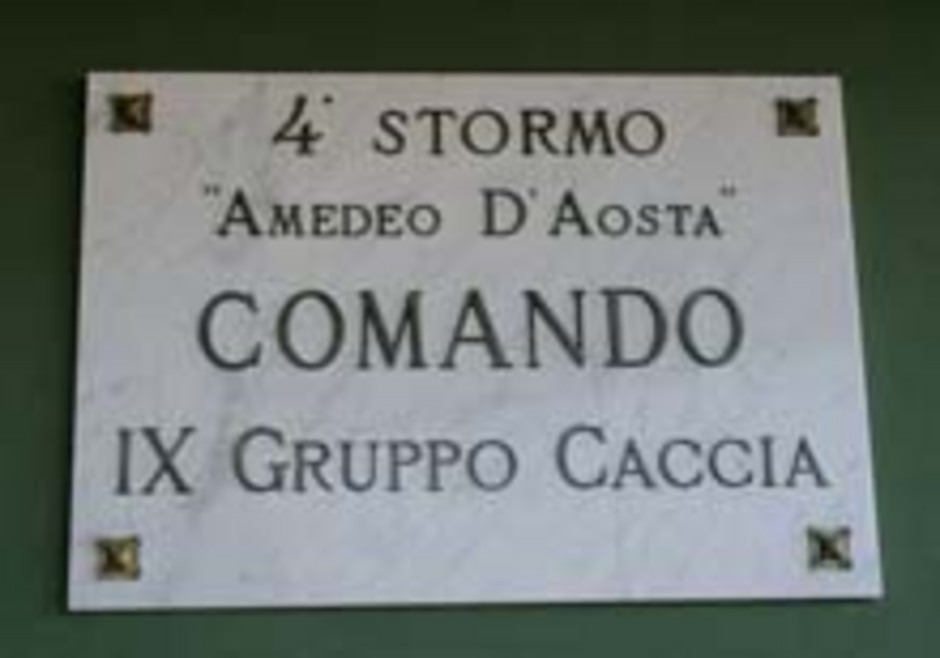 4° STORMO
"AMEDEO D'AOSTA"
COMANDO
IX GRUPPO CACCIA